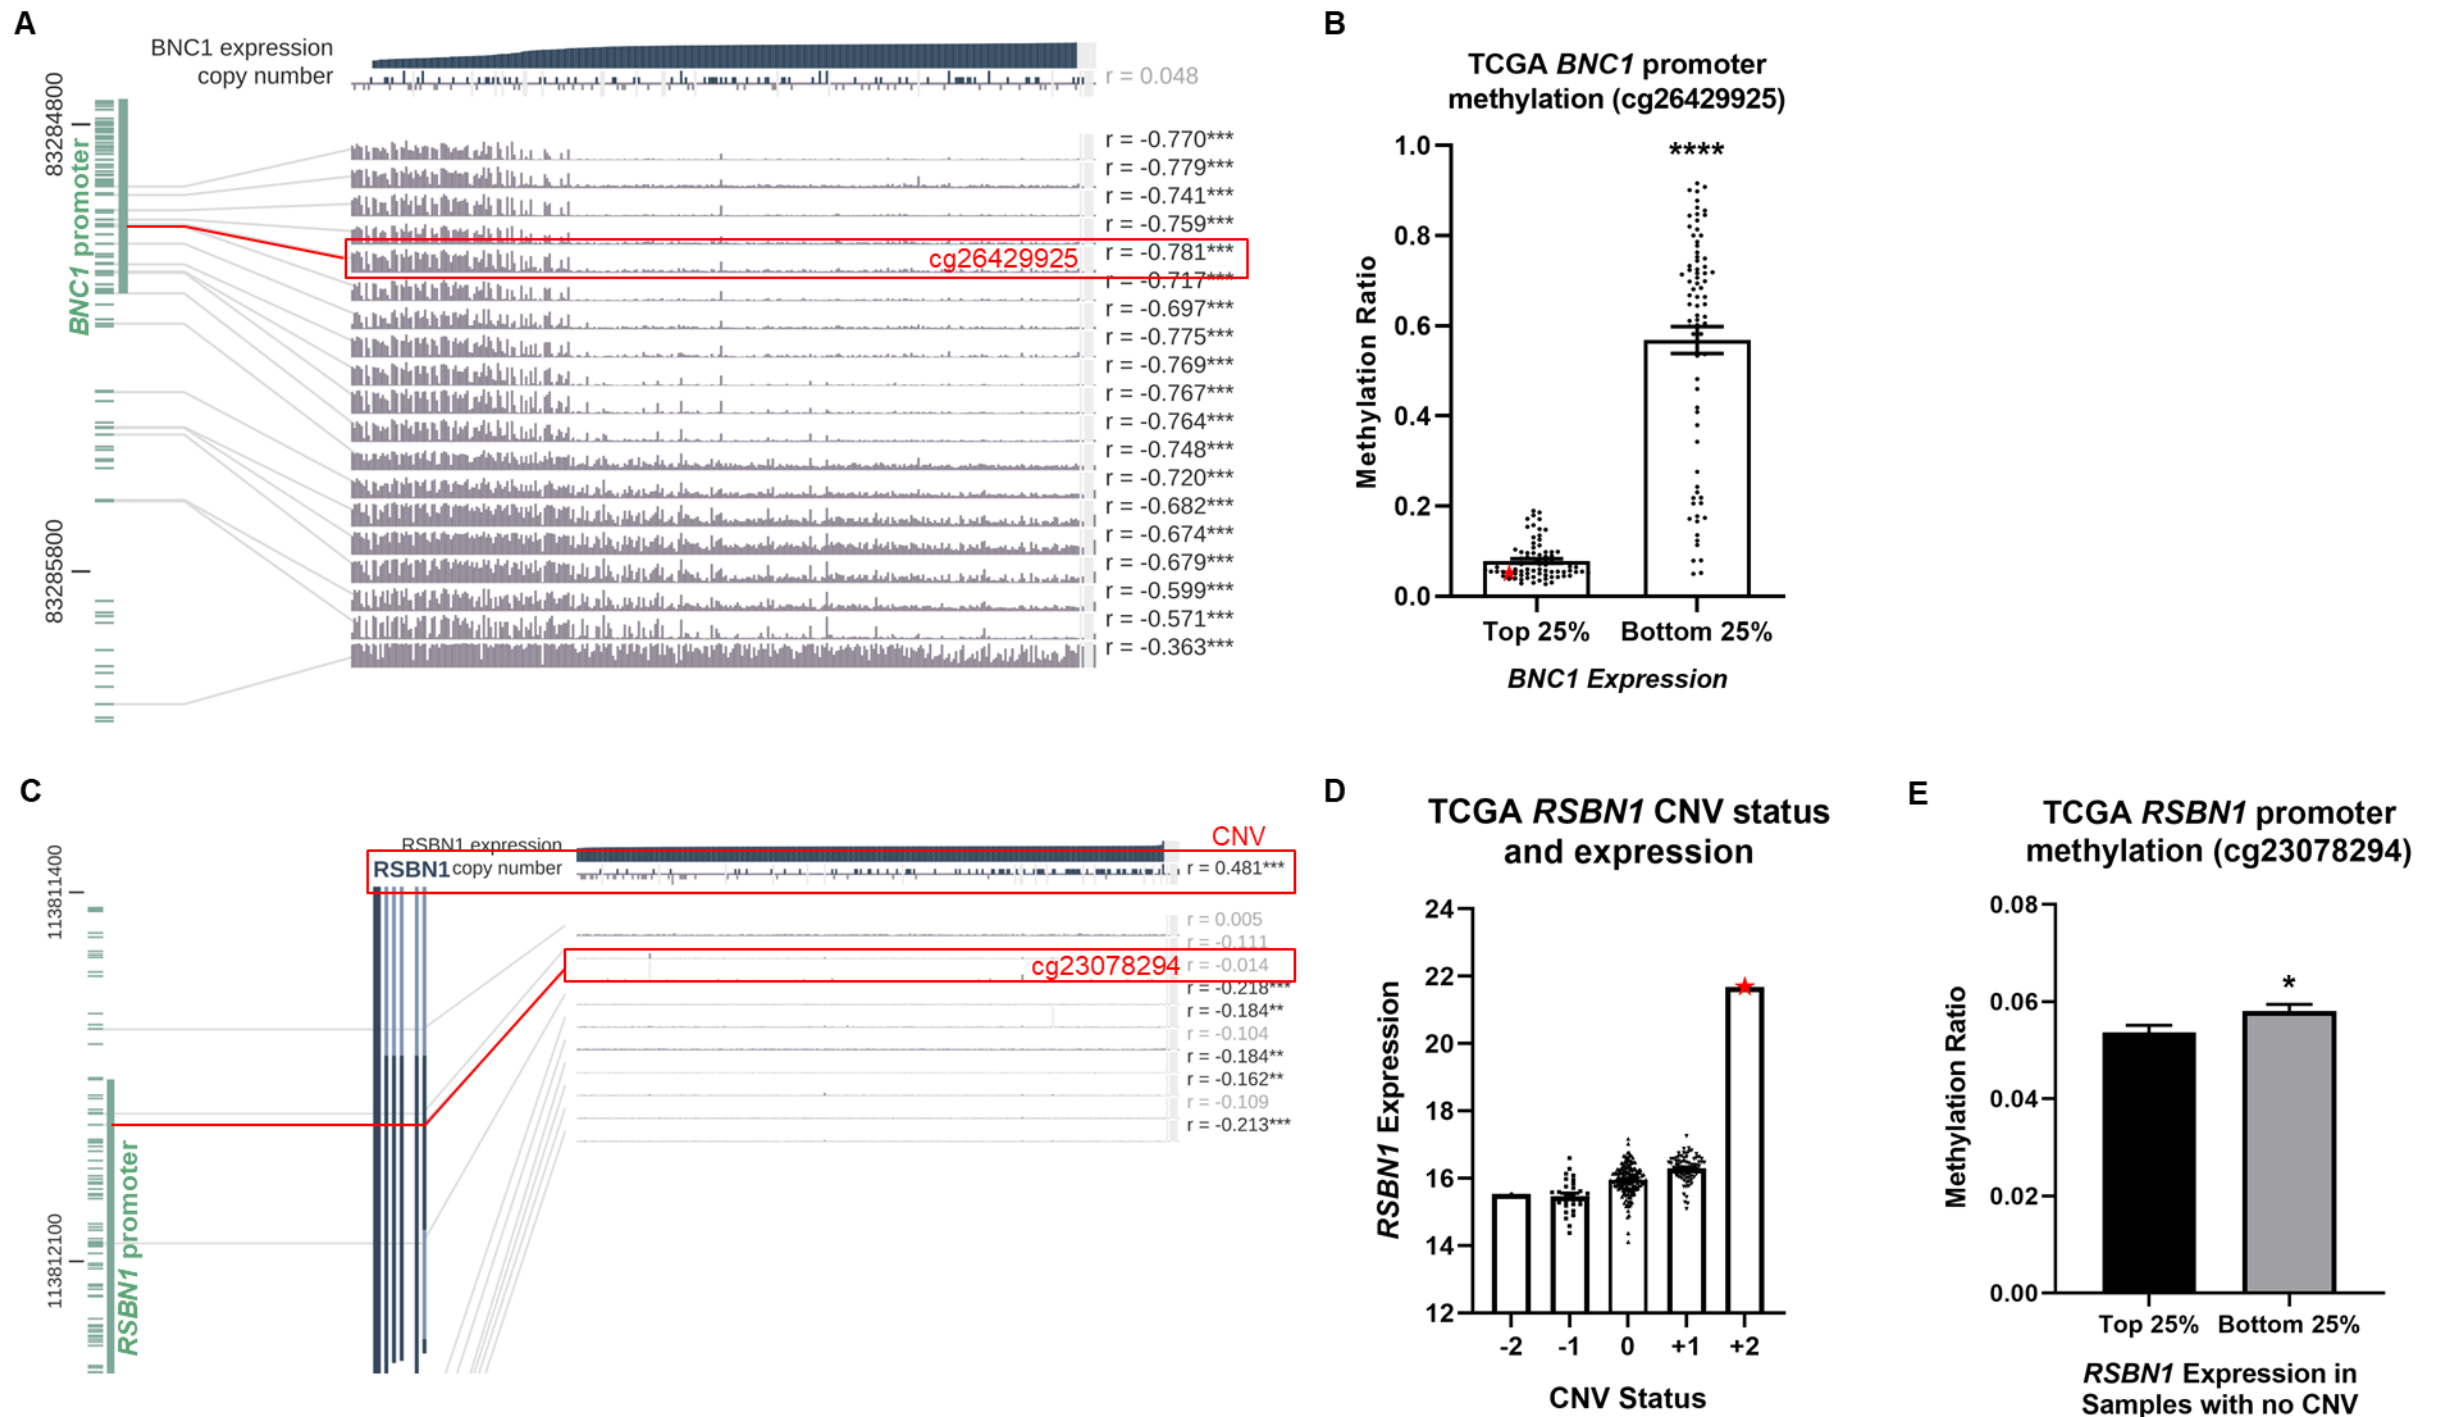 A
BNC1 expression
copy number
r = 0.048
83284800
83285800
BNC1 promoter
r = -0.770***
r = -0.779***
r = -0.741***
r = -0.759***
cg26429925
r = -0.781***
r = -0.717***
r = -0.697***
r = -0.775***
r = -0.769***
r = -0.767***
r = -0.764***
r = -0.748***
r = -0.720***
r = -0.682***
r = -0.674***
r = -0.679***
r = -0.599***
r = -0.571***
r = -0.363***
B
TCGA BNC1 promoter
methylation (cg26429925)
****
Methylation Ratio
1.0
0.8
0.6
0.4
0.2
0.0
Top 25%
Bottom 25%
BNC1 Expression
C
RSBN1 expression
CNV
RSBN1 copy number
r = 0.481***
113811400
113812100
RSBN1 promoter
r = 0.005
r = -0.111
cg23078294
r = -0.014
r = -0.218***
r = -0.184**
r = -0.104
r = -0.184**
r = -0.162**
r = -0.109
r = -0.213***
D
TCGA RSBN1 CNV status
and expression
RSBN1 Expression
24
22
20
18
16
14
12
-2
-1
0
+1
+2
CNV Status
E
TCGA RSBN1 promoter
methylation (cg23078294)
*
Methylation Ratio
0.08
0.06
0.04
0.02
0.00
Top 25%
Bottom 25%
RSBN1 Expression in
Samples with no CNV